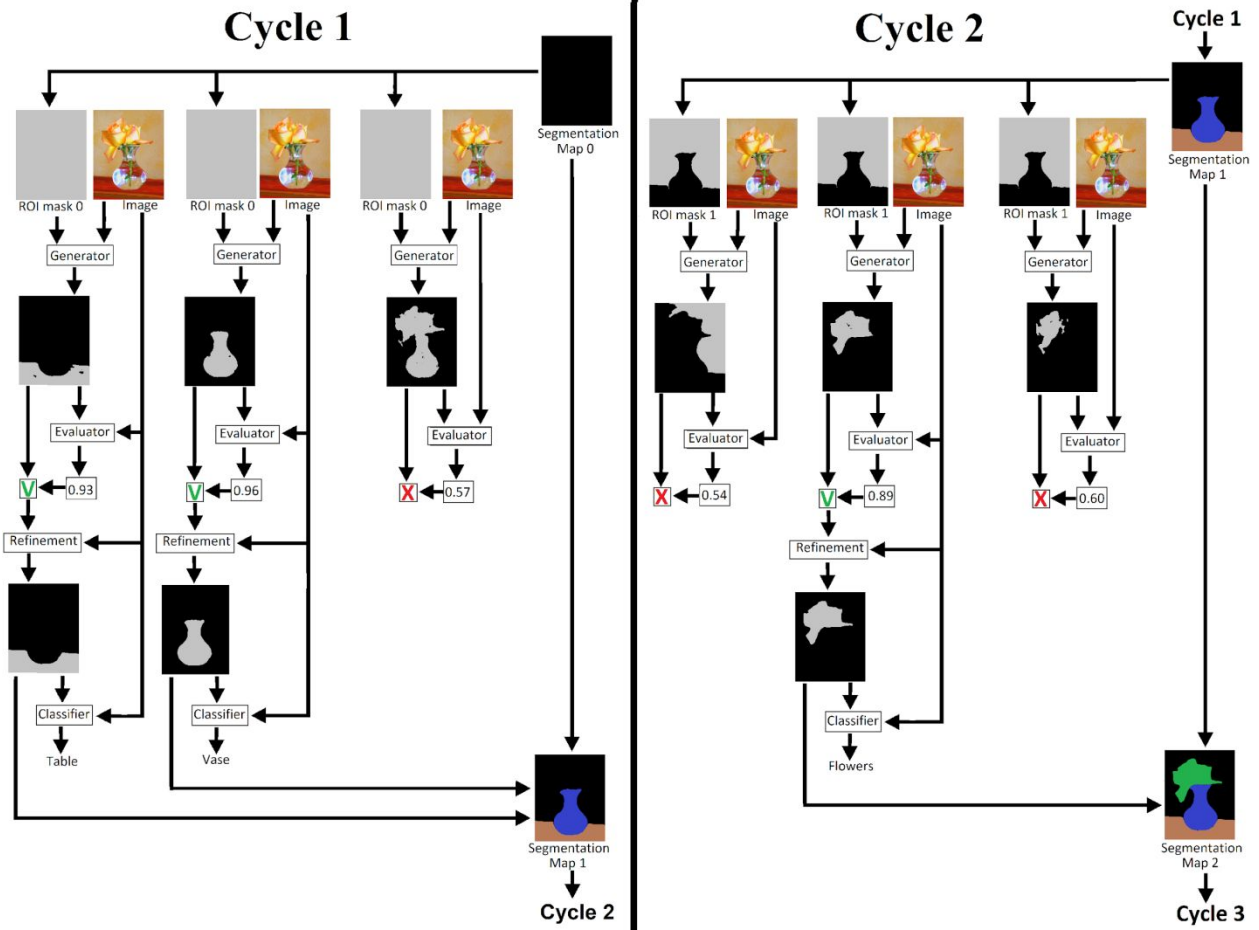 Cycle 1
Segmentation
Map 0
ROI mask 0
Image
ROI mask 0
Image
ROI mask 0
Image
Generator
Generator
Generator
Evaluator
Evaluator
Evaluator
V
0.93
V
0.96
X
0.57
Refinement
Refinement
Classifier
Classifier
Table
Vase
Segmentation
Map 1
Cycle 2
Cycle 2
Cycle 1
Segmentation
Map 1
ROI mask 1
Image
ROI mask 1
Image
ROI mask 1
Image
Generator
Generator
Generator
Evaluator
Evaluator
Evaluator
X
0.54
V
0.89
X
0.60
Refinement
Classifier
Flowers
Segmentation
Map 2
Cycle 3